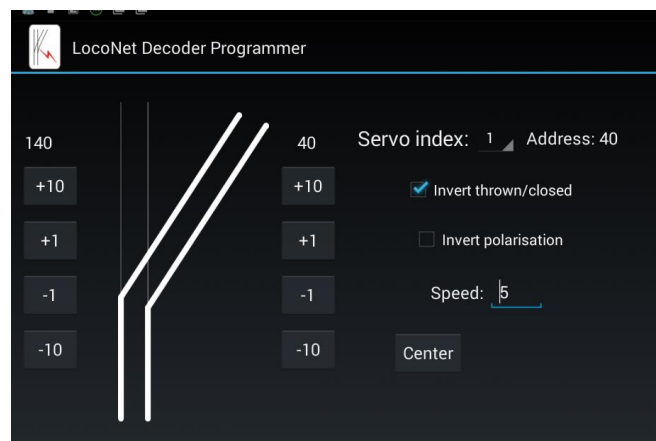 LocoNet Decoder Programmer
140
+10
+1
-1
-10
40
+10
+1
-1
-10
Servo index: 1 Address: 40
Invert thrown/closed
Invert polarisation
Speed: 5
Center